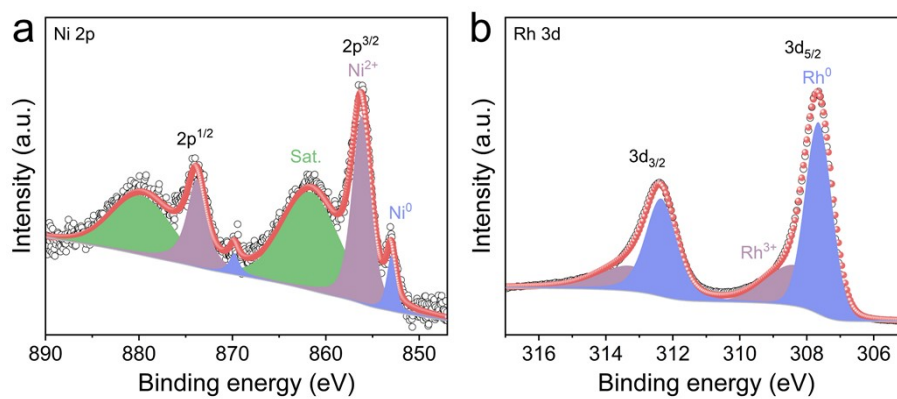 a
Ni 2p
2p³/²
Ni²⁺
2p¹/²
Sat.
Ni⁰
Intensity (a.u.)
890 880 870 860 850
Binding energy (eV)
b
Rh 3d
3d₅/₂
Rh⁰
3d₃/₂
Rh³⁺
Intensity (a.u.)
316 314 312 310 308 306
Binding energy (eV)